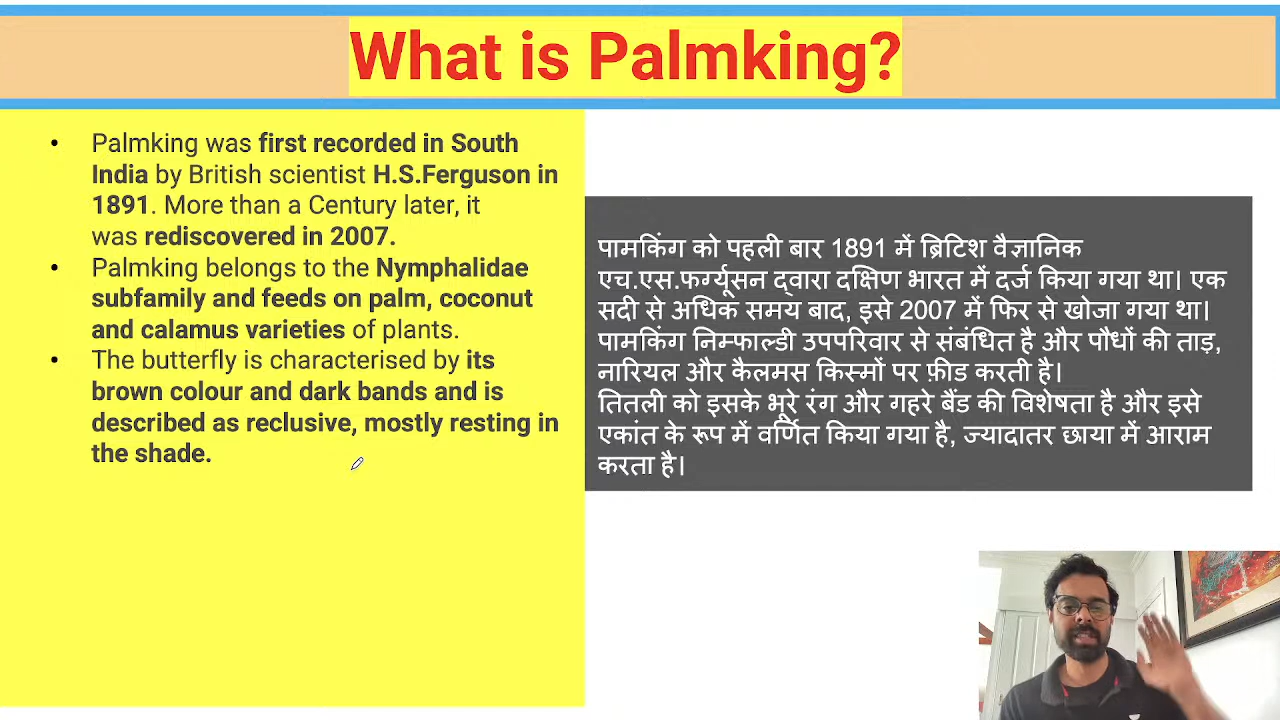 What is Palmking?
• Palmking was first recorded in South
India by British scientist H.S.Ferguson in
1891. More than a Century later, it
was rediscovered in 2007.
• Palmking belongs to the Nymphalidae
subfamily and feeds on palm, coconut
and calamus varieties of plants.
• The butterfly is characterised by its
brown colour and dark bands and is
described as reclusive, mostly resting in
the shade.
पामकिंग को पहली बार 1891 में ब्रिटिश वैज्ञानिक
एच.एस.फर्ग्यूसन द्वारा दक्षिण भारत में दर्ज किया गया था। एक
सदी से अधिक समय बाद, इसे 2007 में फिर से खोजा गया था।
पामकिंग निम्फाल्डी उपपरिवार से संबंधित है और पौधों की ताड़,
नारियल और कैलमस किस्मों पर फ़ीड करती है।
तितली को इसके भूरे रंग और गहरे बैंड की विशेषता है और इसे
एकांत के रूप में वर्णित किया गया है, ज्यादातर छाया में आराम
करता है।